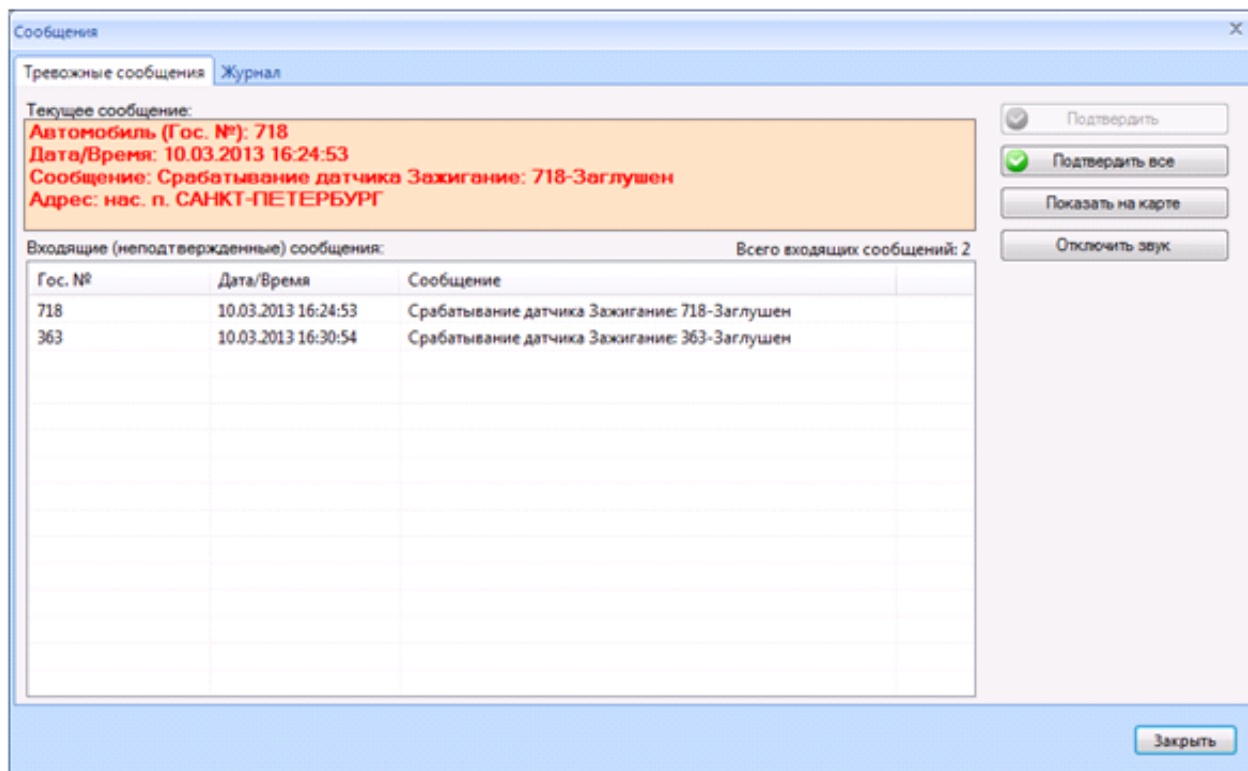 Сообщения
Тревожные сообщения Журнал
Текущее сообщение:
Автомобиль (Гос. №): 718
Дата/Время: 10.03.2013 16:24:53
Сообщение: Срабатывание датчика Зажигание: 718-Заглушен
Адрес: нас. п. САНКТ-ПЕТЕРБУРГ
Подтвердить
Подтвердить все
Показать на карте
Отключить звук
Входящие (неподтвержденные) сообщения: Всего входящих сообщений: 2
Гос. № Дата/Время Сообщение
718 10.03.2013 16:24:53 Срабатывание датчика Зажигание: 718-Заглушен
363 10.03.2013 16:30:54 Срабатывание датчика Зажигание: 363-Заглушен
Закрыть